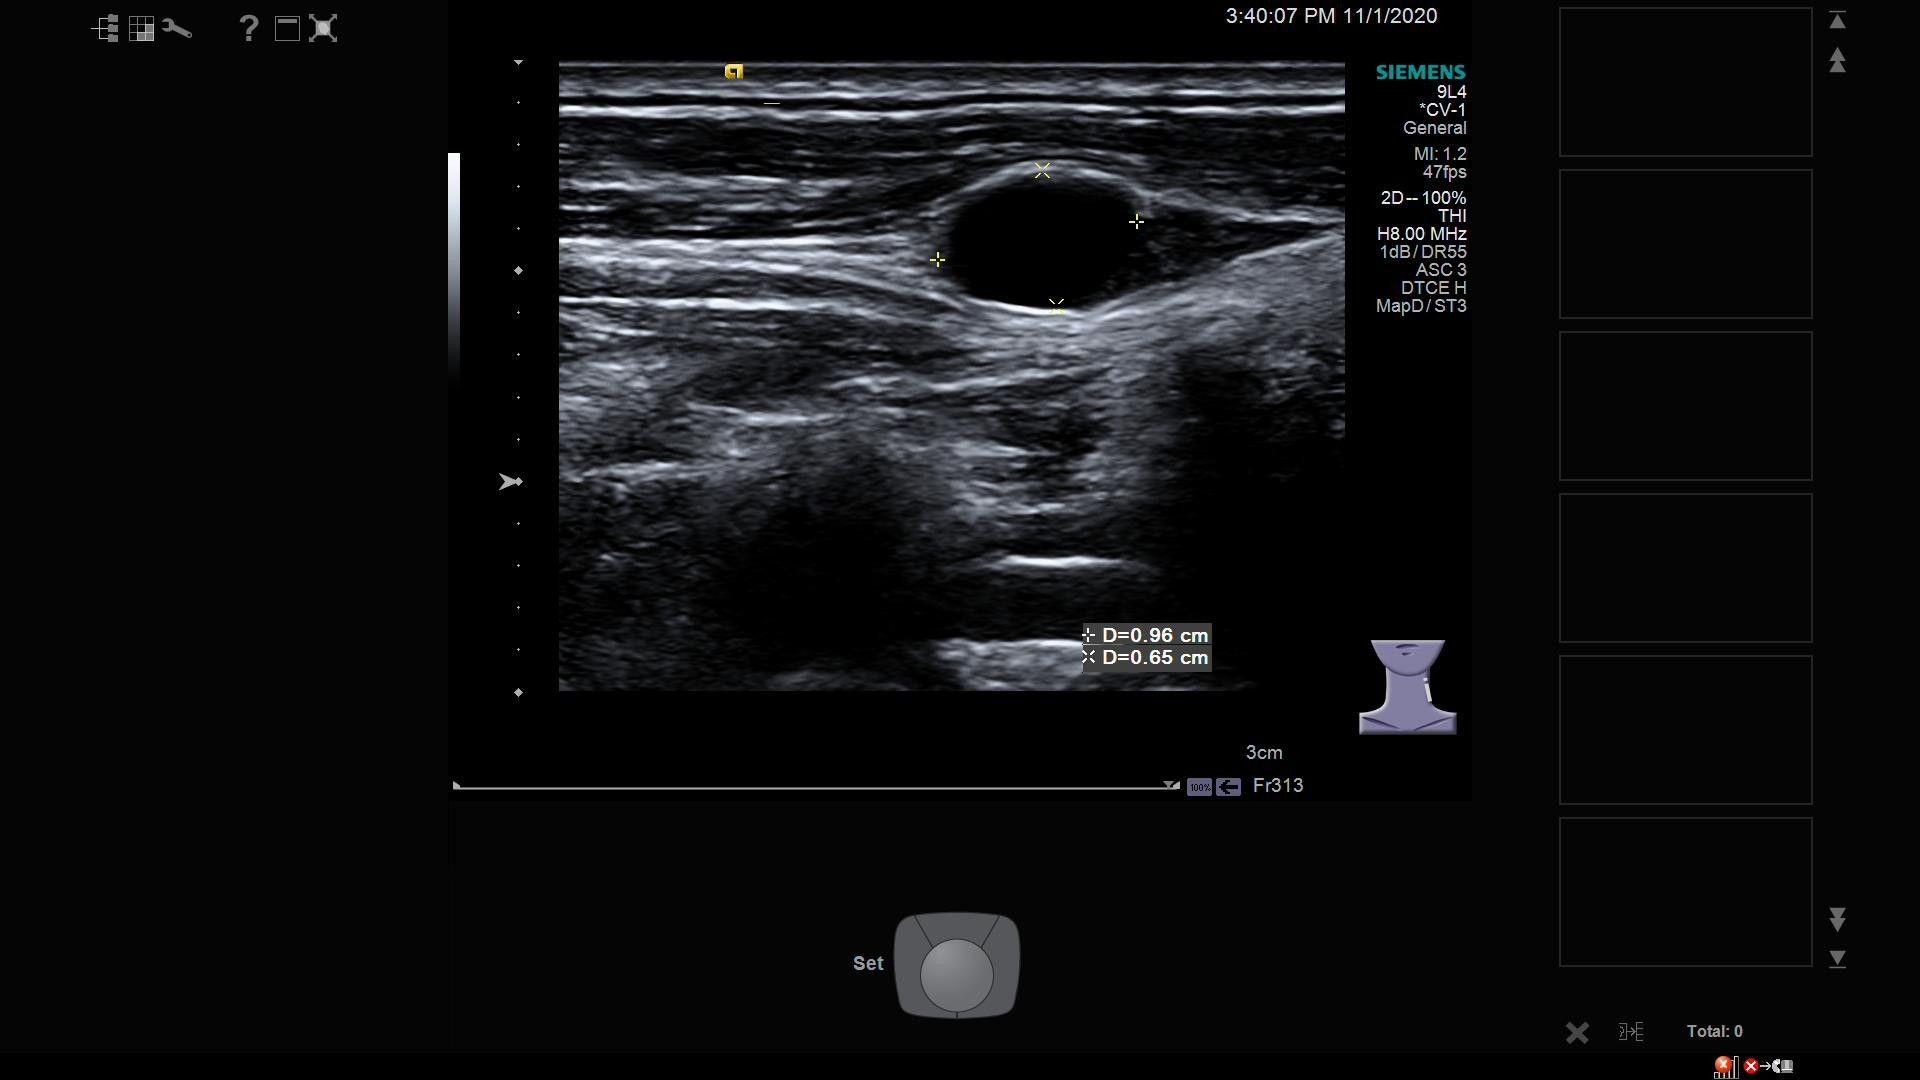 ?
3:40:07 PM 11/1/2020
SIEMENS
9L4
*CV-1
General
MI: 1.2
47fps
2D--100%
THI
H8.00 MHz
1dB/DR55
ASC 3
DTCE H
MapD/ST3
D=0.96 cm
D=0.65 cm
3cm
100% Fr313
Set
Total: 0